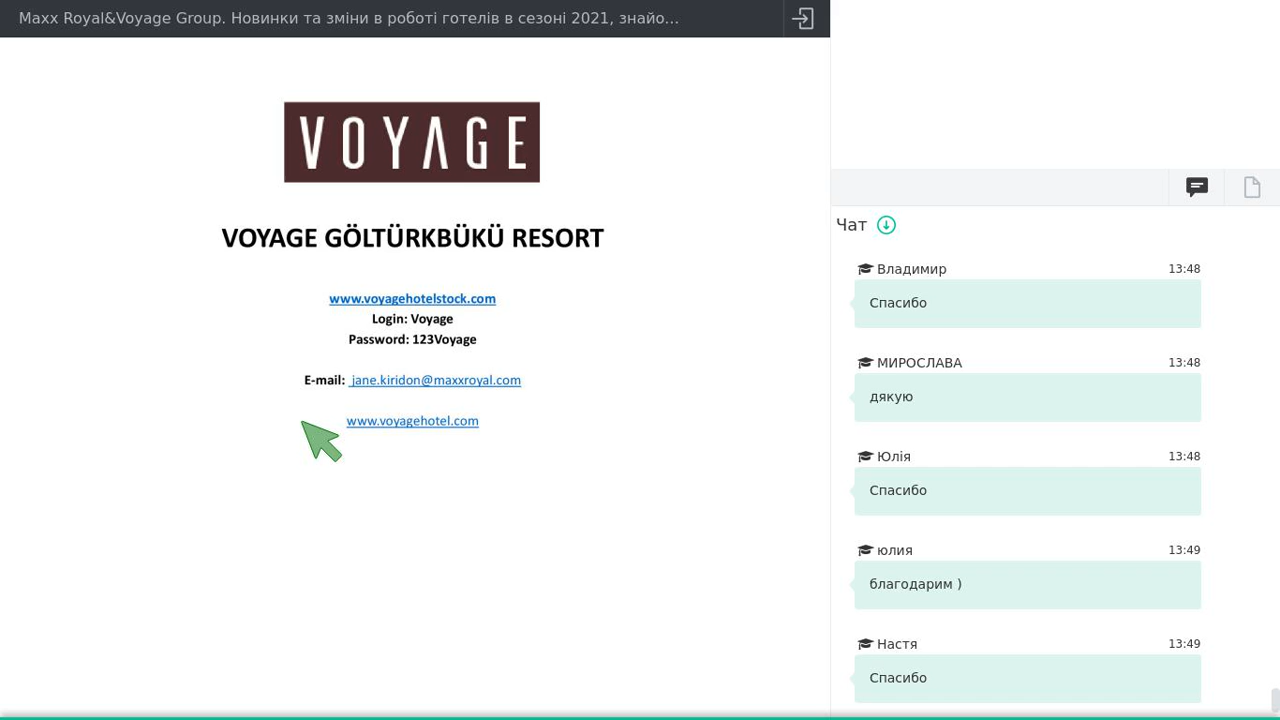 Maxx Royal&Voyage Group. Новинки та зміни в роботі готелів в сезоні 2021, знайо...
VOYAGE
VOYAGE GÖLTÜRKBÜKÜ RESORT
www.voyagehotelstock.com
Login: Voyage
Password: 123Voyage
E-mail: jane.kiridon@maxxroyal.com
www.voyagehotel.com
Чат
Владимир 13:48
Спасибо
МИРОСЛАВА 13:48
дякую
Юлія 13:48
Спасибо
юлия 13:49
благодарим )
Настя 13:49
Спасибо